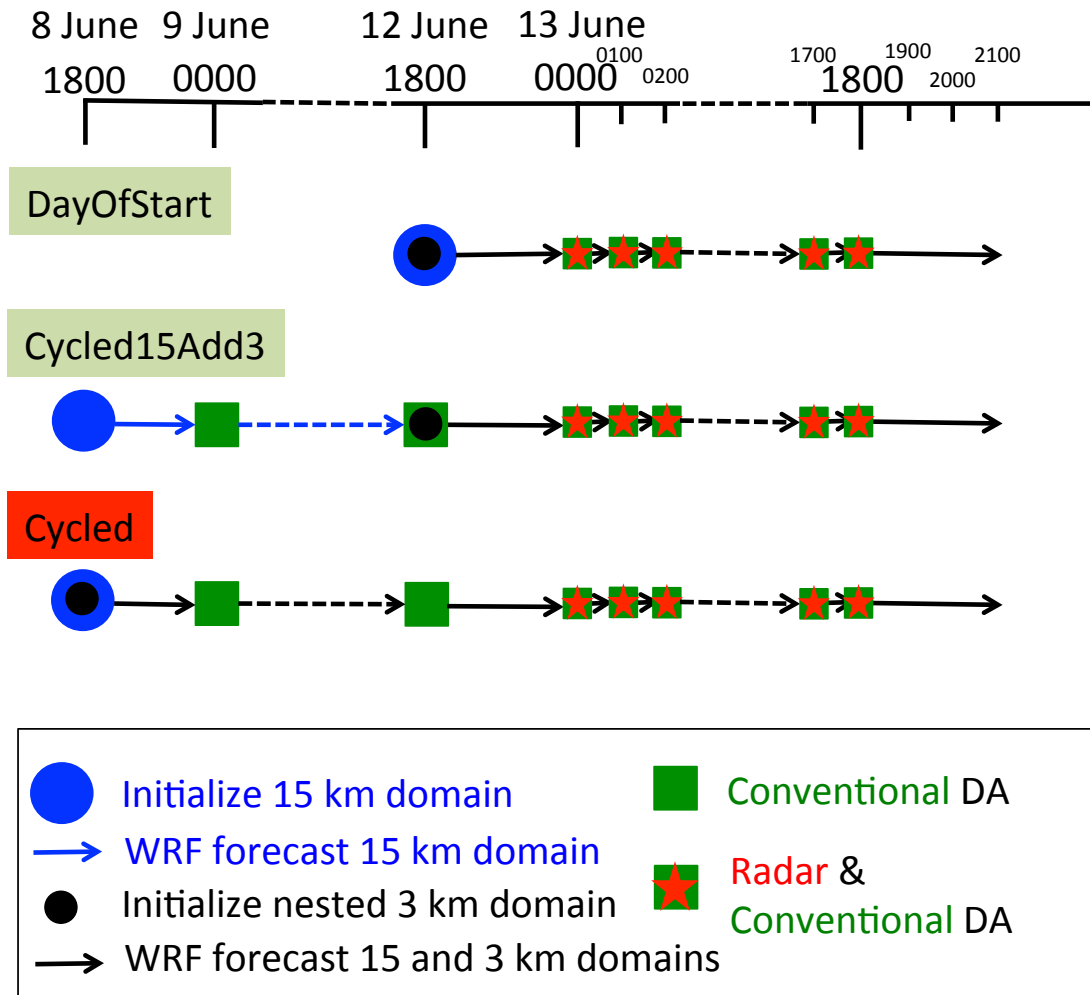 8 June 9 June 12 June 13 June
1800 0000 1800 0000 0100 0200 1700 1800 1900 2000 2100
DayOfStart
Cycled15Add3
Cycled
Initialize 15 km domain
WRF forecast 15 km domain
Initialize nested 3 km domain
WRF forecast 15 and 3 km domains
Conventional DA
Radar &
Conventional DA